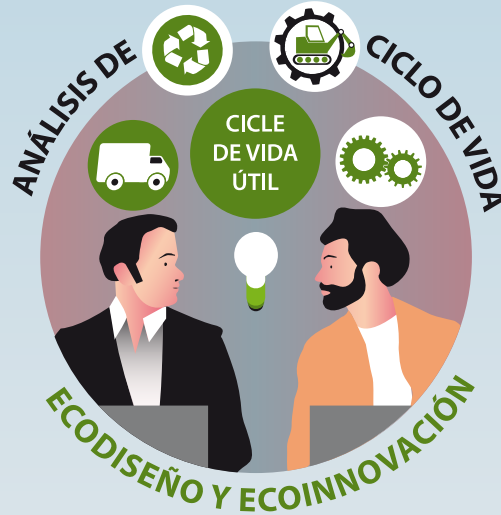 ANÁLISIS DE CICLO DE VIDA
CICLE
DE VIDA
ÚTIL
ECODISEÑO Y ECOINNOVACIÓN